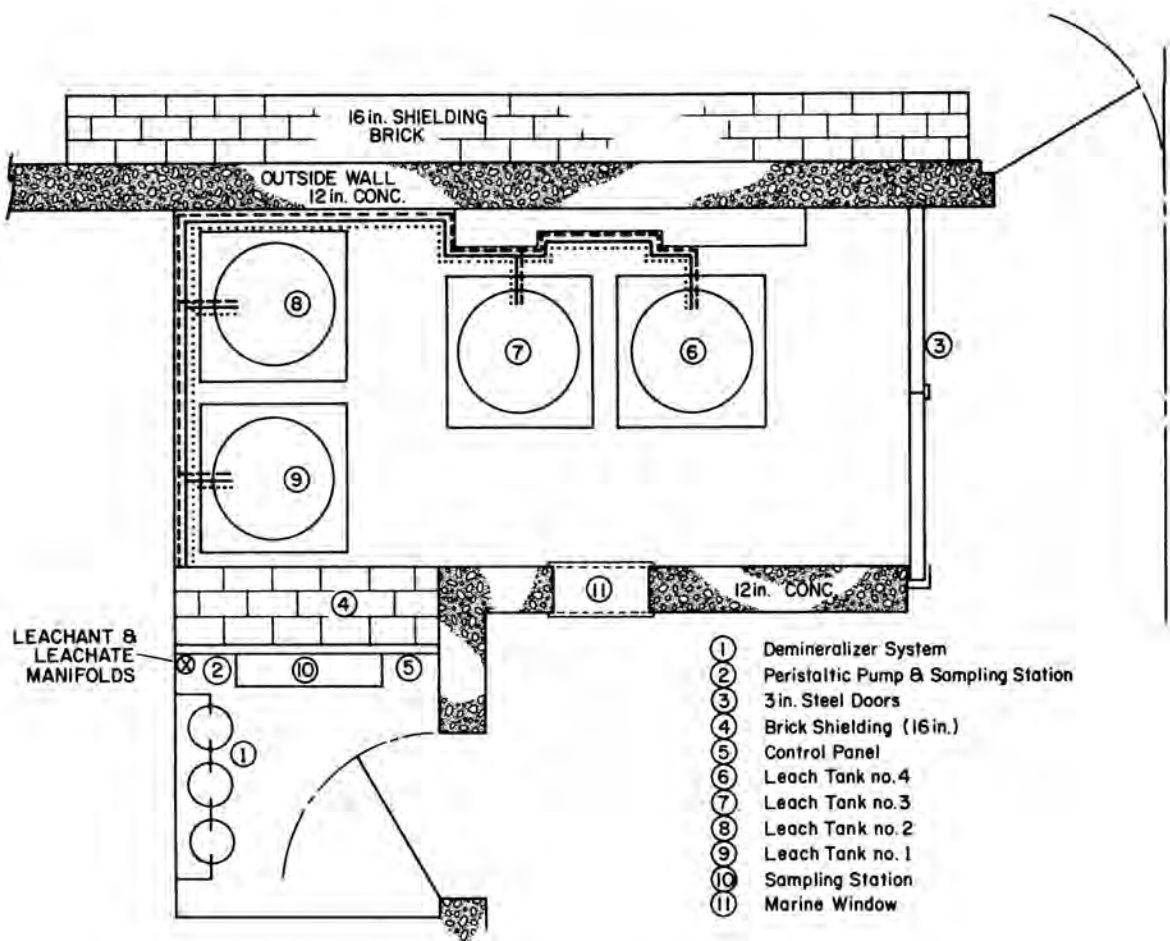 16 in. SHIELDING
BRICK
OUTSIDE WALL
12 in. CONC.
8
7
6
3
9
11
12 in. CONC.
4
LEACHANT &
LEACHATE
MANIFOLDS
2
10
5
1
1 Demineralizer System
2 Peristaltic Pump & Sampling Station
3 3 in. Steel Doors
4 Brick Shielding (16 in.)
5 Control Panel
6 Leach Tank no. 4
7 Leach Tank no. 3
8 Leach Tank no. 2
9 Leach Tank no. 1
10 Sampling Station
11 Marine Window